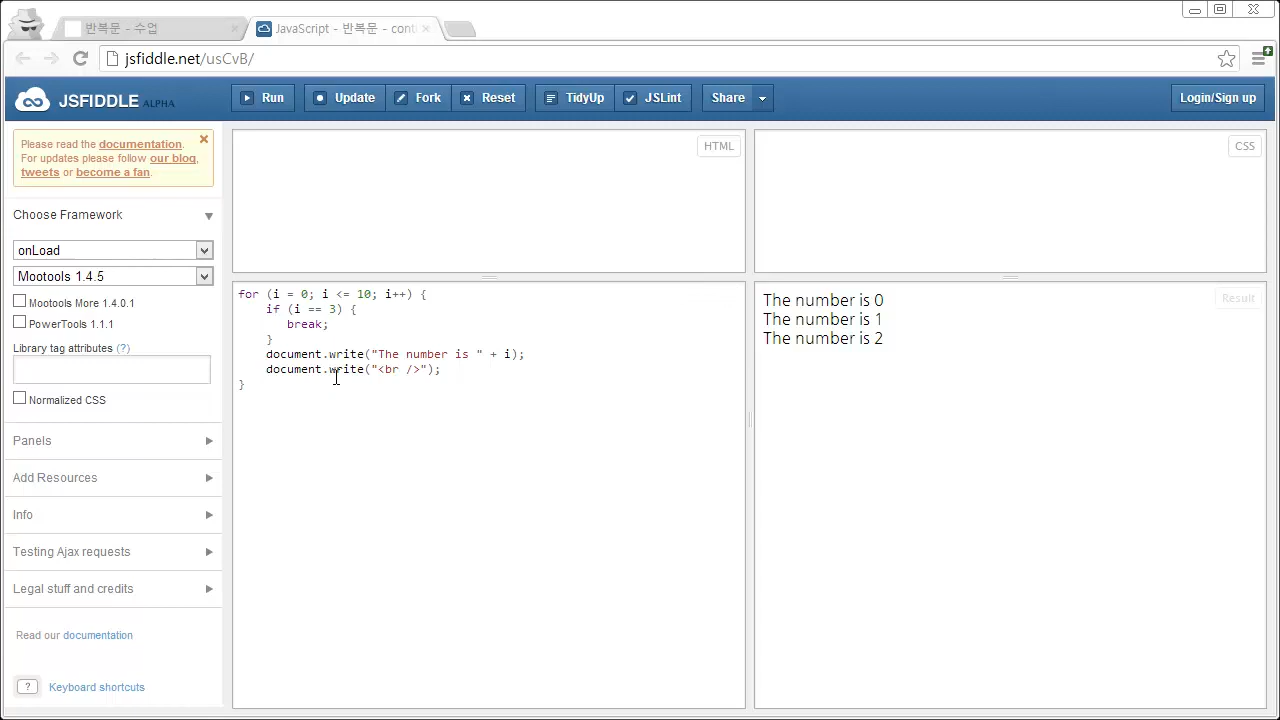 반복문 - 수업
JavaScript - 반복문 - conti
jsfiddle.net/usCvB/
JSFIDDLE ALPHA
Run
Update
Fork
Reset
TidyUp
JSLint
Share
Login/Sign up
Please read the documentation.
For updates please follow our blog,
tweets or become a fan.
Choose Framework
onLoad
Mootools 1.4.5
Mootools More 1.4.0.1
PowerTools 1.1.1
Library tag attributes (?)
Normalized CSS
Panels
Add Resources
Info
Testing Ajax requests
Legal stuff and credits
Read our documentation
? Keyboard shortcuts
HTML
CSS
for (i = 0; i <= 10; i++) {
if (i == 3) {
break;
}
document.write("The number is " + i);
document.write("<br />");
}
Result
The number is 0
The number is 1
The number is 2